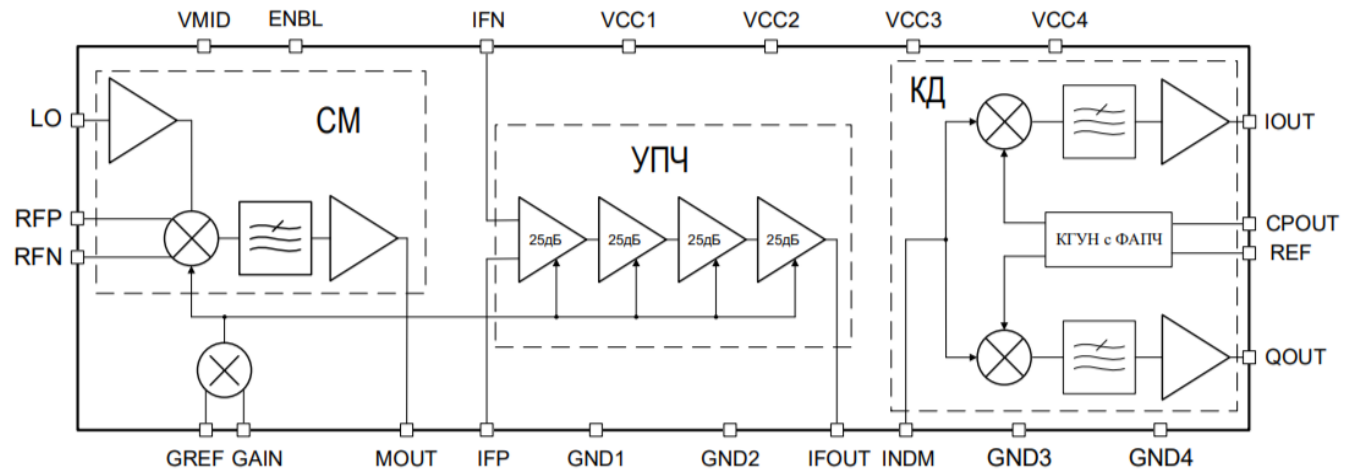 VMID ENBL IFN VCC1 VCC2 VCC3 VCC4
LO
СМ
УПЧ
КД
IOUT
RFP
RFN
25дБ 25дБ 25дБ 25дБ
КГУН с ФАПЧ
CPOUT
REF
QOUT
GREF GAIN MOUT IFP GND1 GND2 IFOUT INDM GND3 GND4